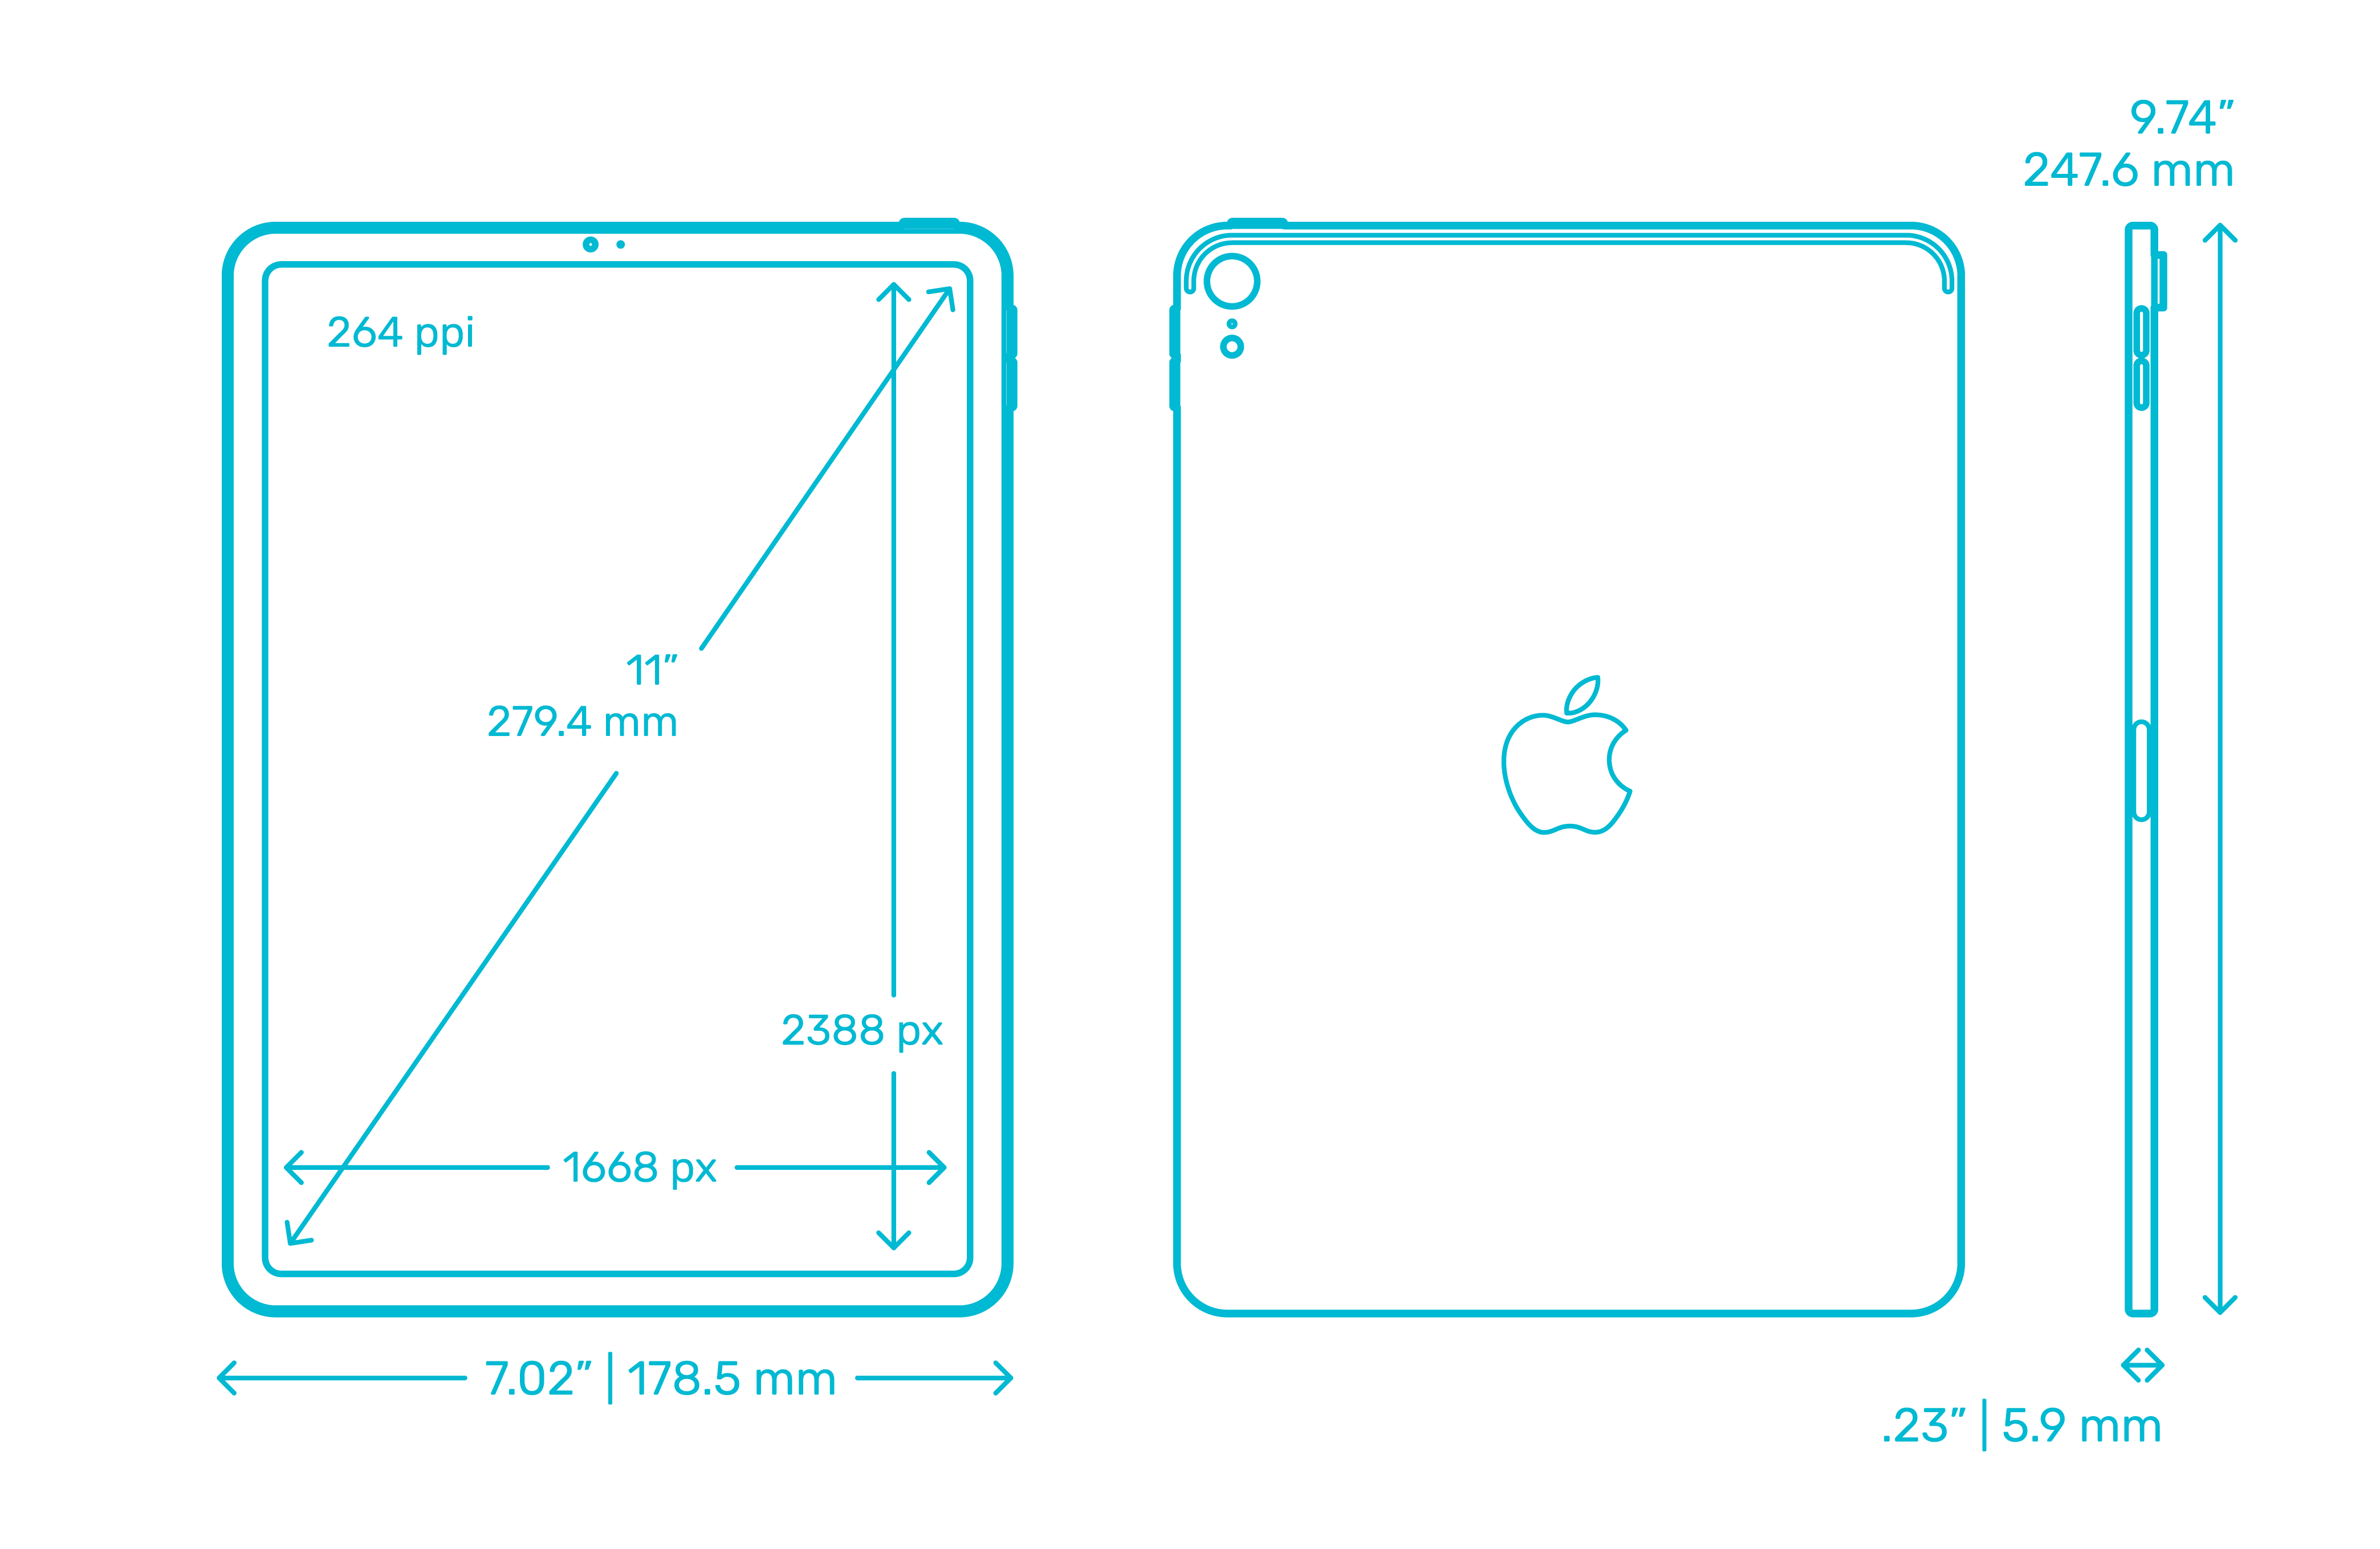 9.74”
247.6 mm
264 ppi
11”
279.4 mm
2388 px
1668 px
7.02” | 178.5 mm
.23” | 5.9 mm